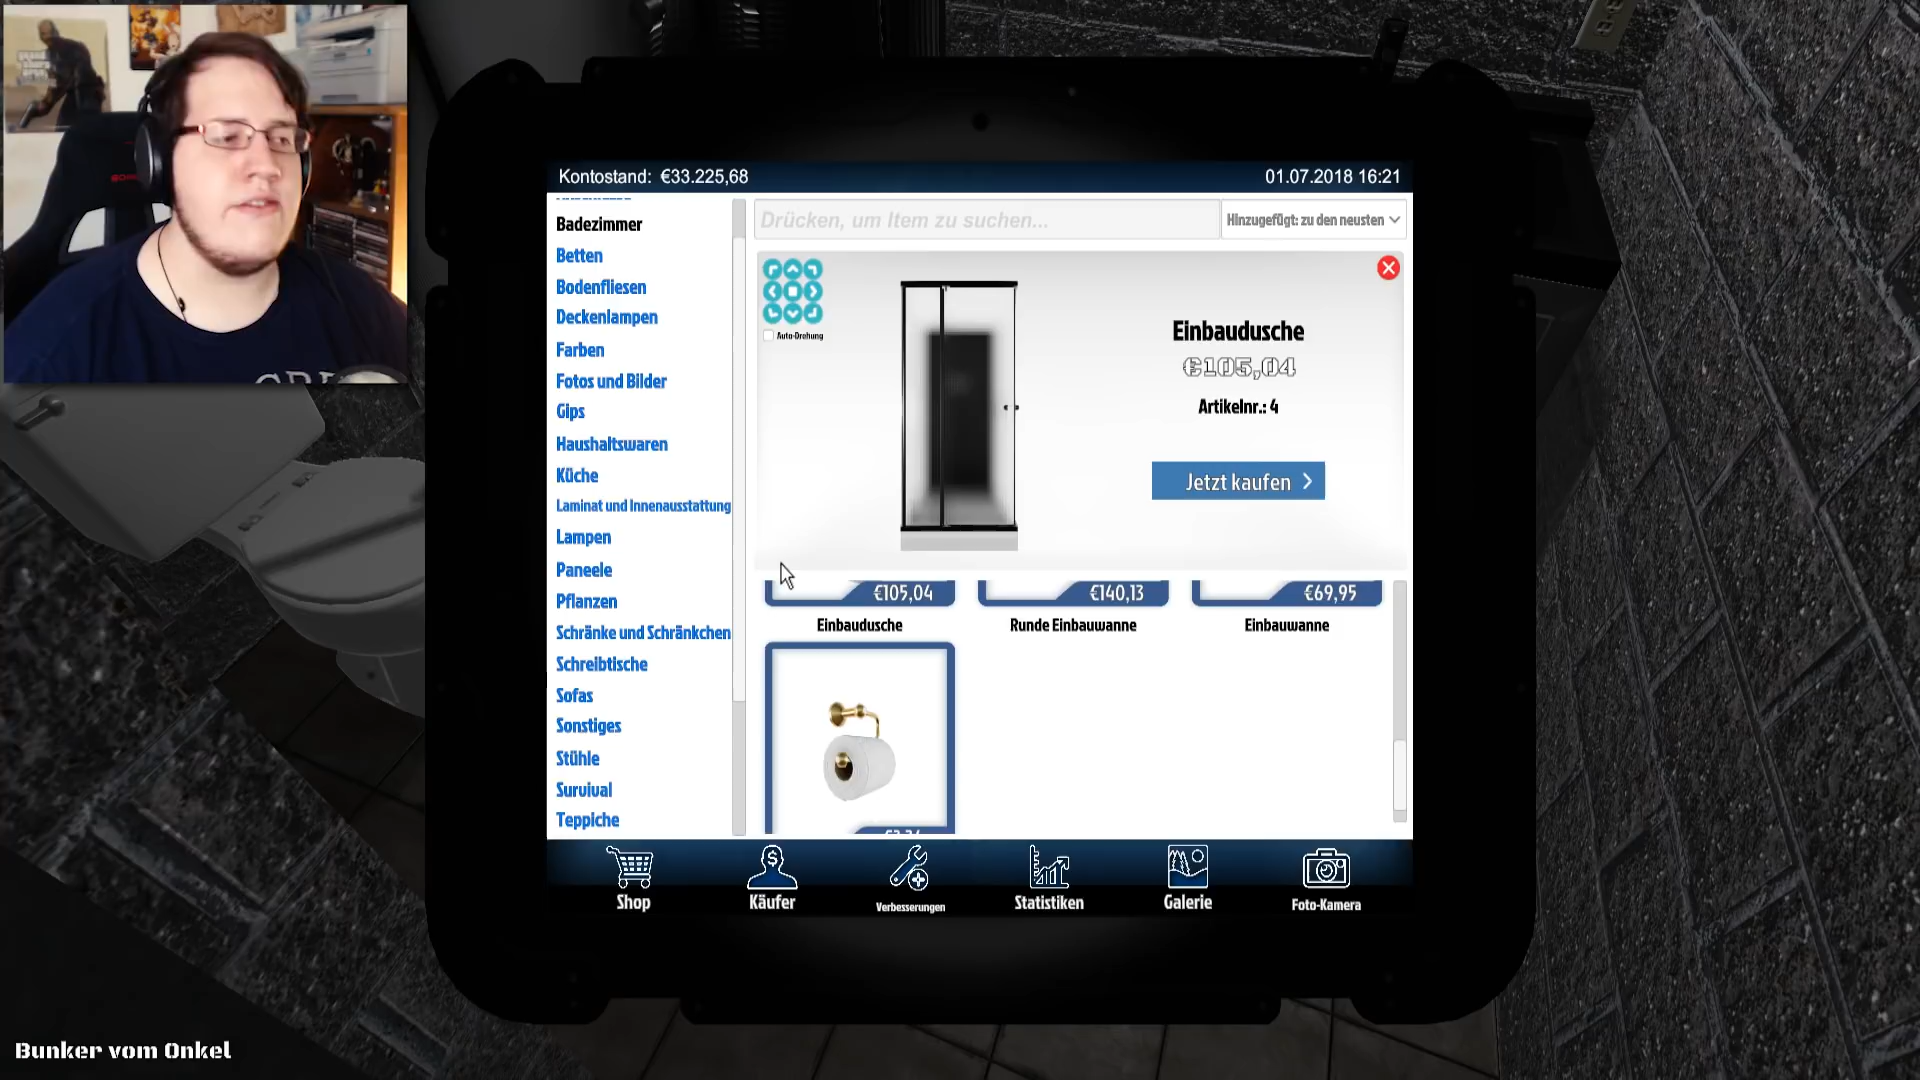 Kontostand: €33.225,68
01.07.2018 16:21
Badezimmer
Betten
Bodenfliesen
Deckenlampen
Farben
Fotos und Bilder
Gips
Haushaltswaren
Küche
Laminat und Innenausstattung
Lampen
Paneele
Pflanzen
Schränke und Schränkchen
Schreibtische
Sofas
Sonstiges
Stühle
Survival
Teppiche
Drücken, um Item zu suchen...
Hinzugefügt: zu den neusten
Auto-Drehung
Einbaudusche
€105,04
Artikelnr.: 4
Jetzt kaufen
€105,04
€140,13
€69,95
Einbaudusche
Runde Einbauwanne
Einbauwanne
Shop
Käufer
Verbesserungen
Statistiken
Galerie
Foto-Kamera
Bunker vom Onkel